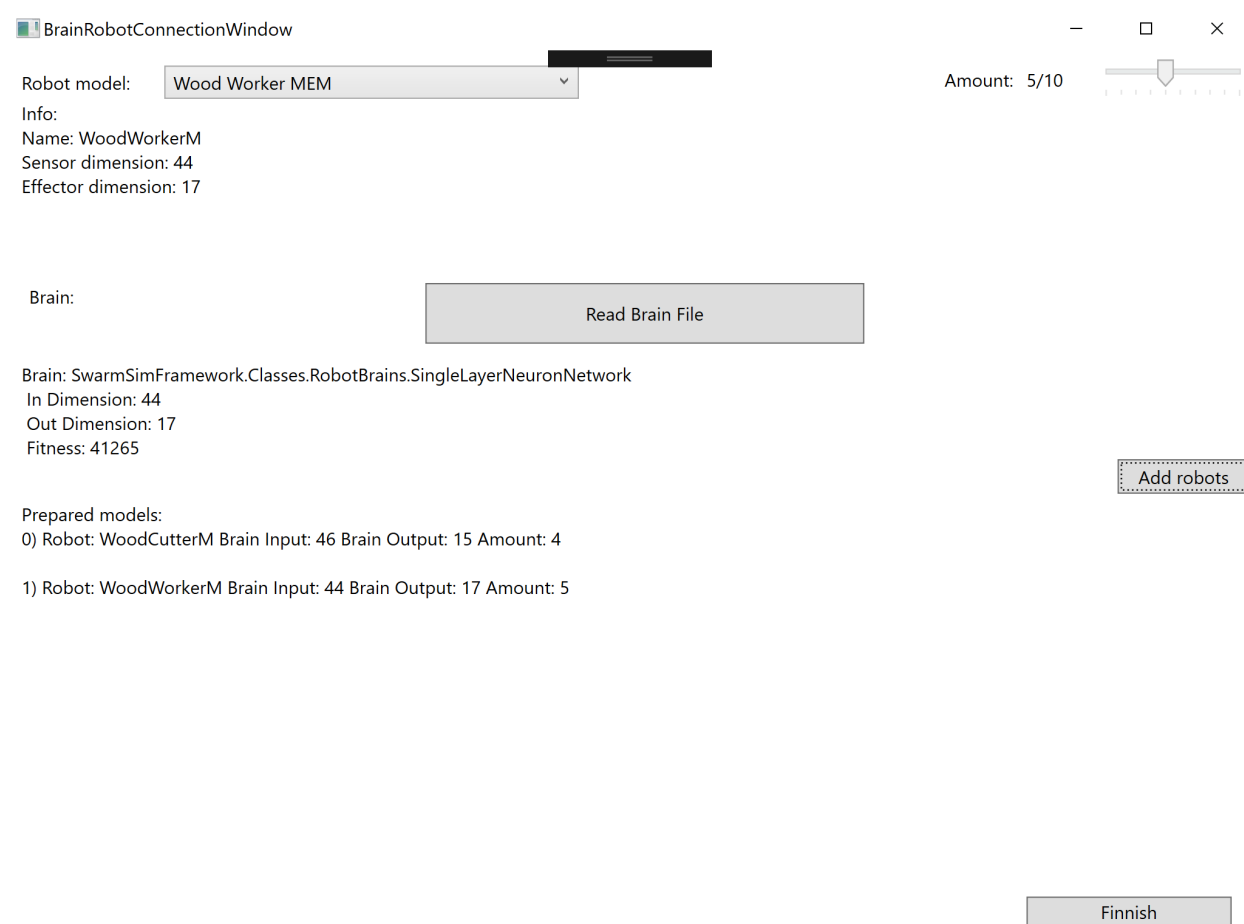 BrainRobotConnectionWindow
Robot model: Wood Worker MEM Amount: 5/10
Info:
Name: WoodWorkerM
Sensor dimension: 44
Effector dimension: 17
Brain: Read Brain File
Brain: SwarmSimFramework.Classes.RobotBrains.SingleLayerNeuronNetwork
In Dimension: 44
Out Dimension: 17
Fitness: 41265
Add robots
Prepared models:
0) Robot: WoodCutterM Brain Input: 46 Brain Output: 15 Amount: 4
1) Robot: WoodWorkerM Brain Input: 44 Brain Output: 17 Amount: 5
Finnish